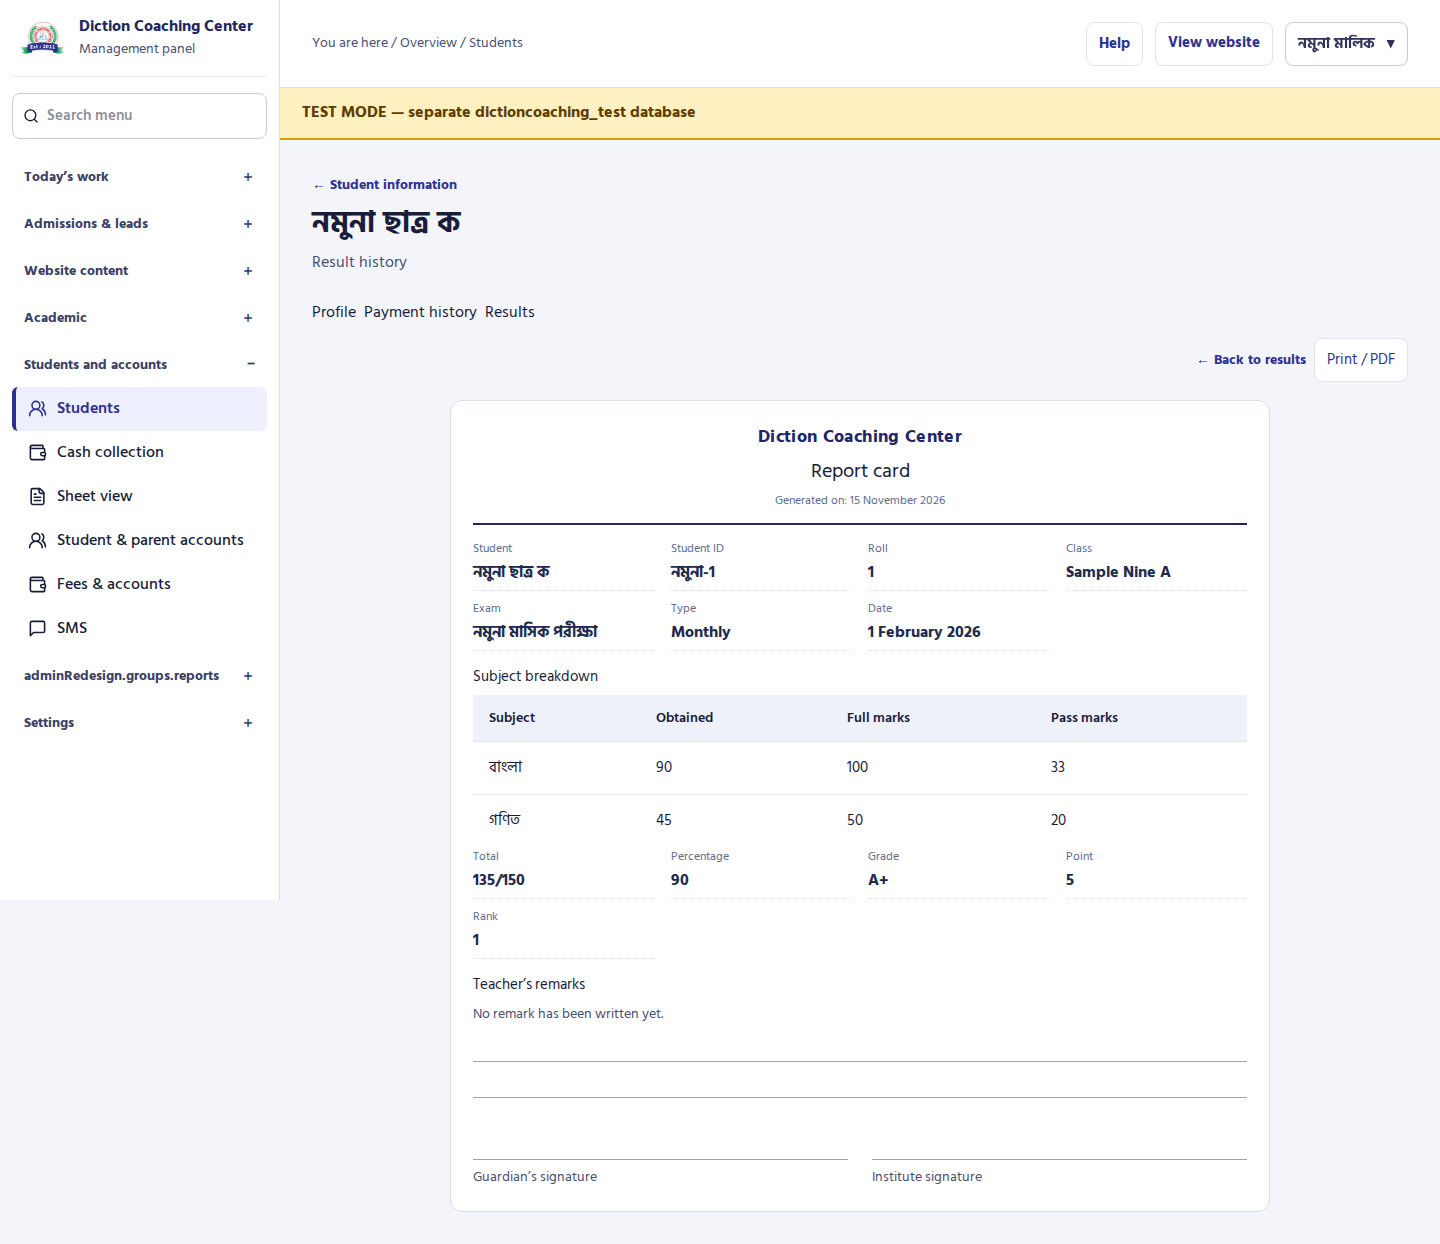 Diction Coaching Center
Management panel
Est : 2011
Search menu
Today's work +
Admissions & leads +
Website content +
Academic +
Students and accounts −
Students
Cash collection
Sheet view
Student & parent accounts
Fees & accounts
SMS
adminRedesign.groups.reports +
Settings +
You are here / Overview / Students
Help
View website
নমুনা মালিক ▼
TEST MODE — separate dictioncoaching_test database
← Student information
নমুনা ছাত্র ক
Result history
Profile Payment history Results
← Back to results
Print / PDF
Diction Coaching Center
Report card
Generated on: 15 November 2026
Student Student ID Roll Class
নমুনা ছাত্র ক নমুনা-1 1 Sample Nine A
Exam Type Date
নমুনা মাসিক পরীক্ষা Monthly 1 February 2026
Subject breakdown
Subject Obtained Full marks Pass marks
বাংলা 90 100 33
গণিত 45 50 20
Total Percentage Grade Point
135/150 90 A+ 5
Rank
1
Teacher's remarks
No remark has been written yet.
Guardian's signature Institute signature